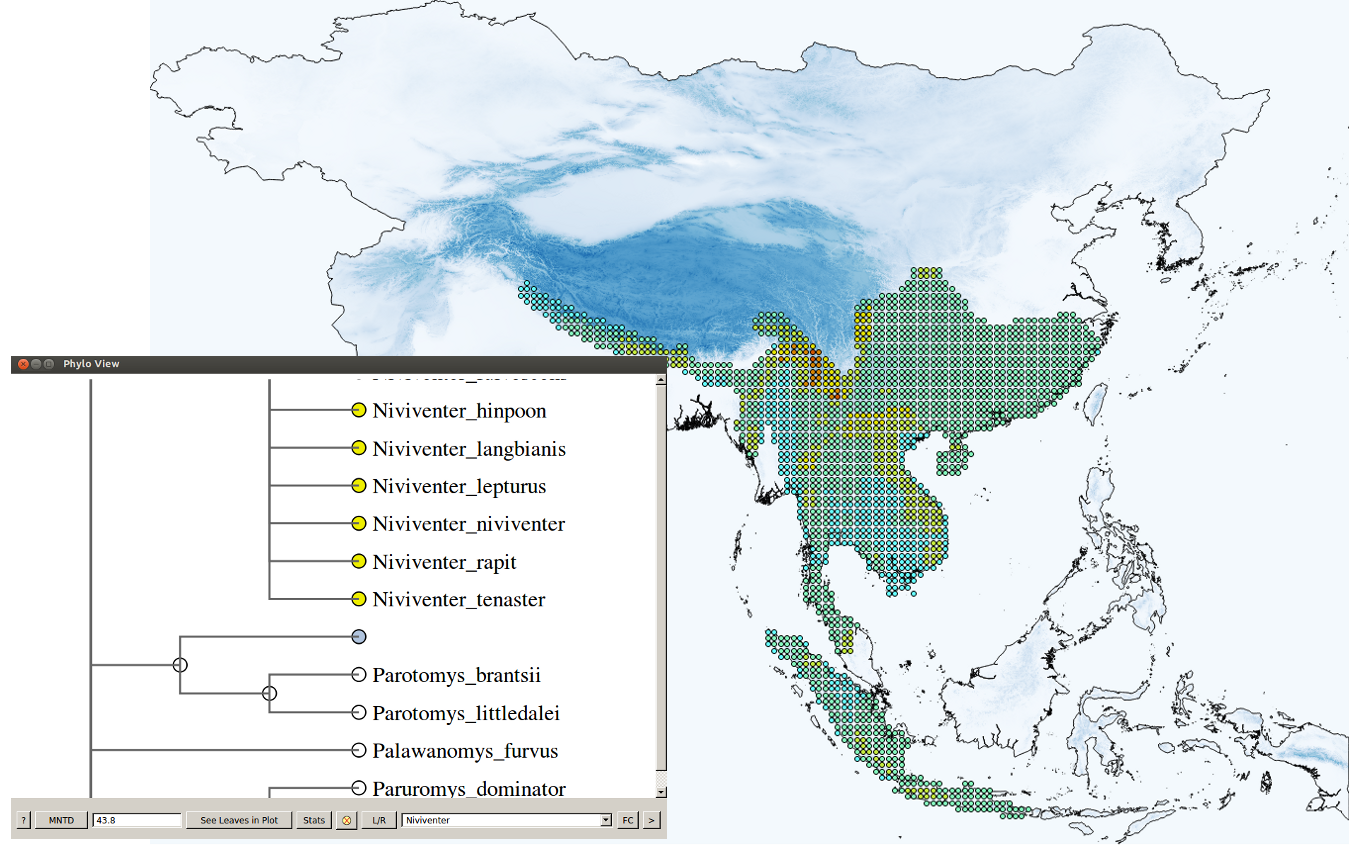 Phylo View
Niviventer_hinpoon
Niviventer_langbianis
Niviventer_lepturus
Niviventer_niviventer
Niviventer_rapit
Niviventer_tenaster
Parotomys_brantsii
Parotomys_littledalei
Palawanomys_furvus
Paruromys_dominator
? MNTD 43.8 See Leaves in Plot Stats L/R Niviventer FC >